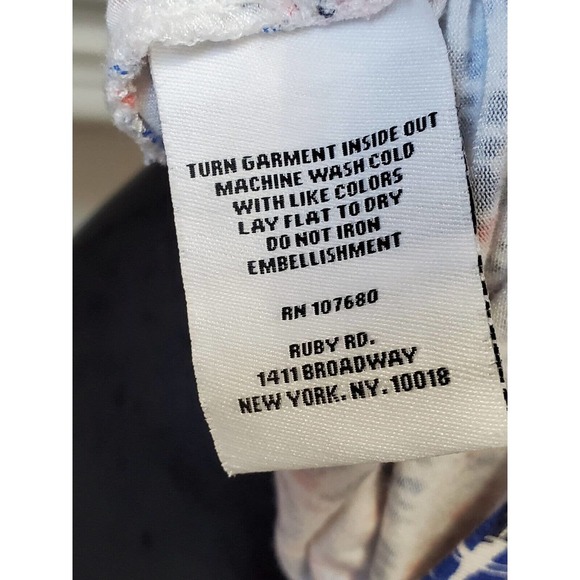 TURN GARMENT INSIDE OUT
MACHINE WASH COLD
WITH LIKE COLORS
LAY FLAT TO DRY
DO NOT IRON
EMBELLISHMENT
RN 107680
RUBY RD.
1411 BROADWAY
NEW YORK. NY. 10018